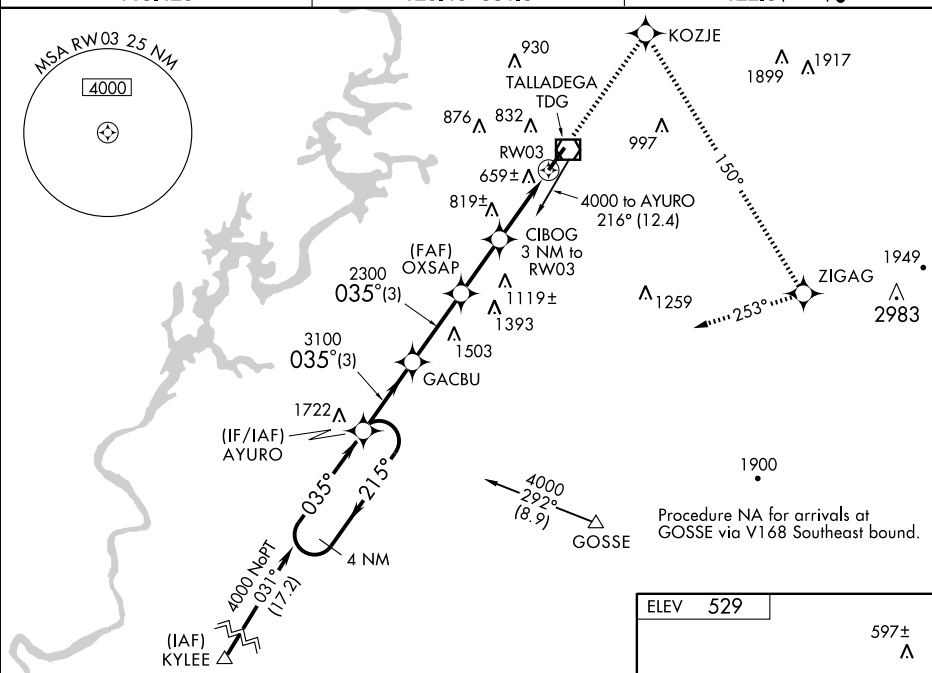 MSA RW03 25 NM
4000
930
KOZJE
1899
1917
TALLADEGA
TDG
876
832
997
RW03
659±
150°
4000 to AYURO
216° (12.4)
819±
CIBOG
3 NM to
RW03
(FAF)
OXSAP
2300
035°(3)
1949
ZIGAG
2983
1119±
1259
253°
1393
3100
035°(3)
1503
GACBU
1722
(IF/IAF)
AYURO
035°
215°
4 NM
4000
292°
(8.9)
GOSSE
1900
Procedure NA for arrivals at
GOSSE via V168 Southeast bound.
4000 NoPT
031°
(17.2)
(IAF)
KYLEE
ELEV 529
597±